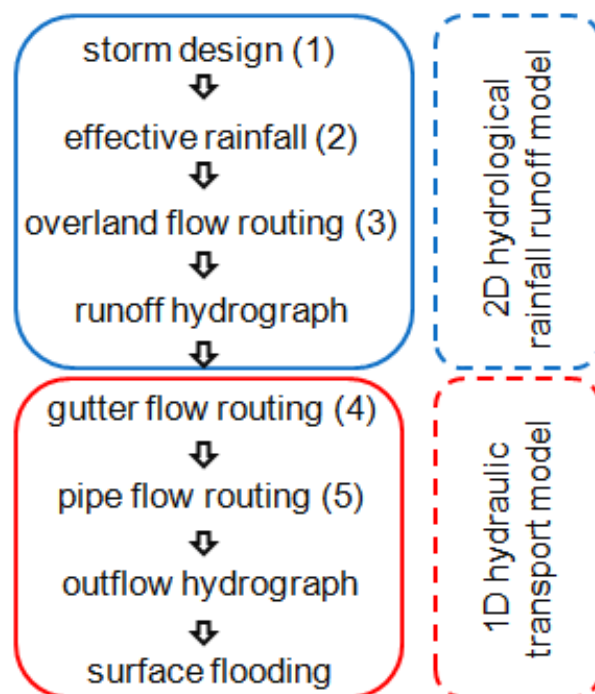 storm design (1)
effective rainfall (2)
overland flow routing (3)
runoff hydrograph
gutter flow routing (4)
pipe flow routing (5)
outflow hydrograph
surface flooding
2D hydrological
rainfall runoff model
1D hydraulic
transport model